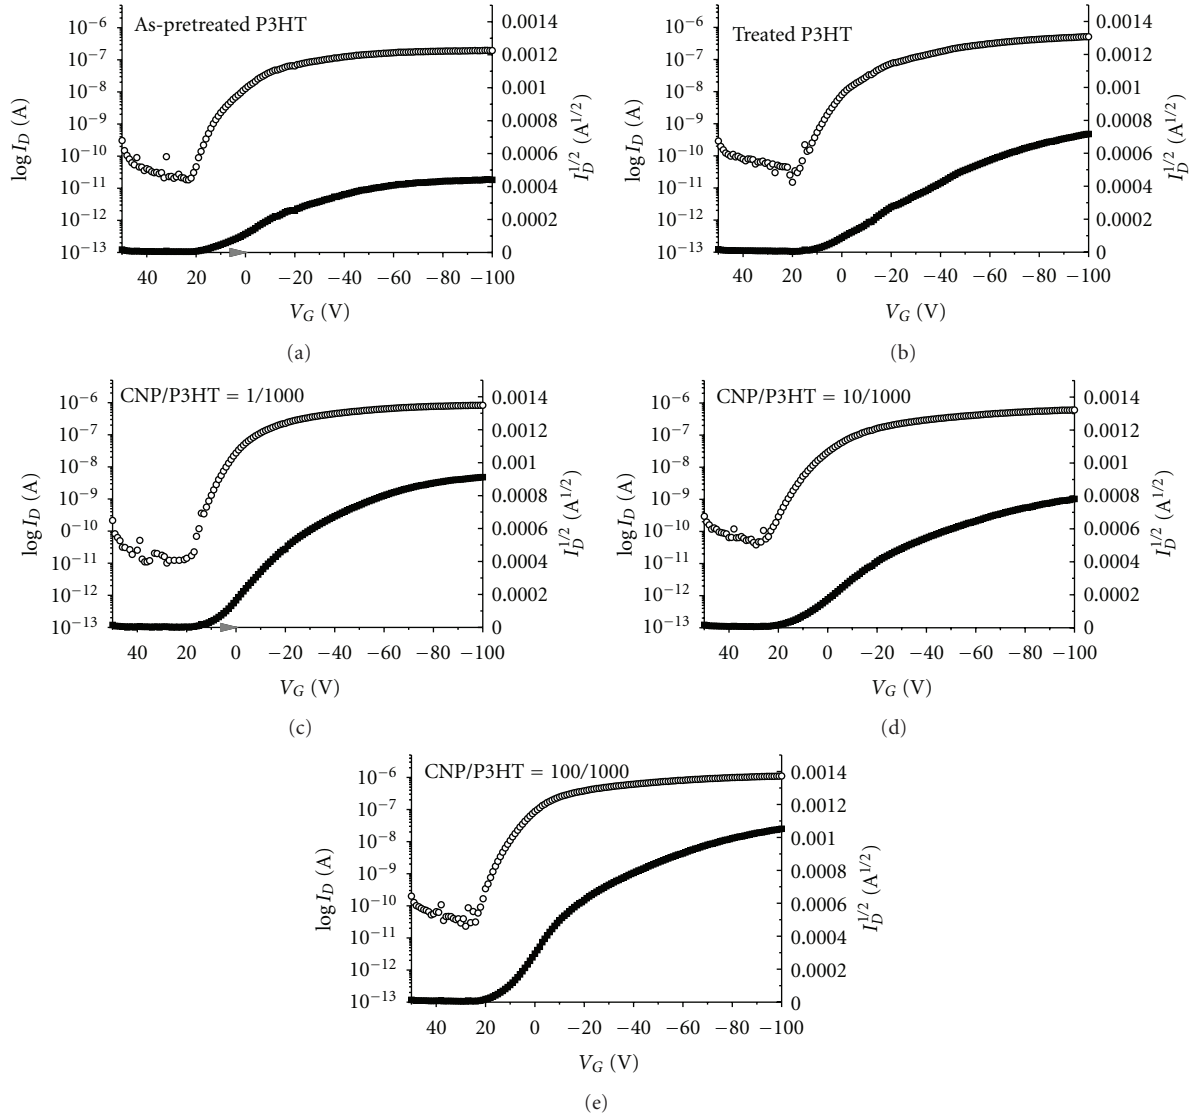 As-pretreated P3HT
10⁻⁶
10⁻⁷
10⁻⁸
10⁻⁹
10⁻¹⁰
10⁻¹¹
10⁻¹²
10⁻¹³
log I_D (A)
0.0014
0.0012
0.001
0.0008
0.0006
0.0004
0.0002
0
I_D^1/2 (A^1/2)
40 20 0 −20 −40 −60 −80 −100
V_G (V)
(a)
Treated P3HT
10⁻⁶
10⁻⁷
10⁻⁸
10⁻⁹
10⁻¹⁰
10⁻¹¹
10⁻¹²
10⁻¹³
log I_D (A)
0.0014
0.0012
0.001
0.0008
0.0006
0.0004
0.0002
0
I_D^1/2 (A^1/2)
40 20 0 −20 −40 −60 −80 −100
V_G (V)
(b)
CNP/P3HT = 1/1000
10⁻⁶
10⁻⁷
10⁻⁸
10⁻⁹
0⁻¹⁰
10⁻¹¹
10⁻¹²
10⁻¹³
log I_D (A)
0.0014
0.0012
0.001
0.0008
0.0006
0.0004
0.0002
0
I_D^1/2 (A^1/2)
40 20 0 −20 −40 −60 −80 −100
V_G (V)
(c)
CNP/P3HT = 10/1000
10⁻⁶
10⁻⁷
10⁻⁸
10⁻⁹
10⁻¹⁰
10⁻¹¹
10⁻¹²
10⁻¹³
log I_D (A)
0.0014
0.0012
0.001
0.0008
0.0006
0.0004
0.0002
0
I_D^1/2 (A^1/2)
40 20 0 −20 −40 −60 −80 −100
V_G (V)
(d)
CNP/P3HT = 100/1000
10⁻⁶
10⁻⁷
10⁻⁸
10⁻⁹
10⁻¹⁰
10⁻¹¹
10⁻¹²
10⁻¹³
log I_D (A)
0.0014
0.0012
0.001
0.0008
0.0006
0.0004
0.0002
0
I_D^1/2 (A^1/2)
40 20 0 −20 −40 −60 −80 −100
V_G (V)
(e)